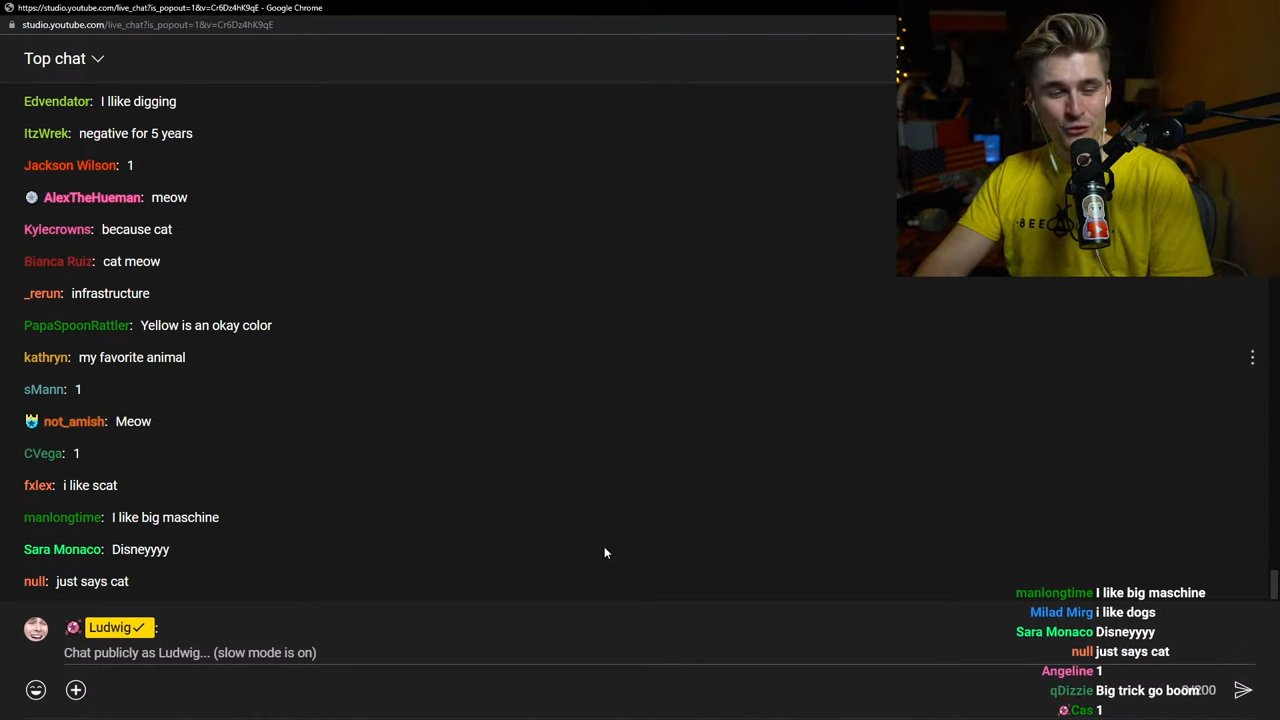 https://studio.youtube.com/live_chat?is_popout=1&v=Cr6Dz4hK9qE - Google Chrome
studio.youtube.com/live_chat?is_popout=1&v=Cr6Dz4hK9qE
Top chat
Edvendator: I llike digging
ItzWrek: negative for 5 years
Jackson Wilson: 1
AlexTheHueman: meow
Kylecrowns: because cat
Bianca Ruiz: cat meow
_rerun: infrastructure
PapaSpoonRattler: Yellow is an okay color
kathryn: my favorite animal
sMann: 1
not_amish: Meow
CVega: 1
fxlex: i like scat
manlongtime: I like big maschine
Sara Monaco: Disneyyyy
null: just says cat
Ludwig :
Chat publicly as Ludwig... (slow mode is on)
BEE
manlongtime I like big maschine
Milad Mirg i like dogs
Sara Monaco Disneyyyy
null just says cat
Angeline 1
qDizzie Big trick go boom
0/200
Cas 1